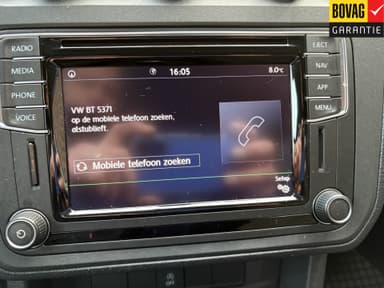 BOVAG
GARANTIE
RADIO
MEDIA
PHONE
VOICE
EJECT
NAV
APP
MENU
16:05
8.0°C
VW BT 5371
op de mobiele telefoon zoeken,
alstublieft.
Mobiele telefoon zoeken
Setup